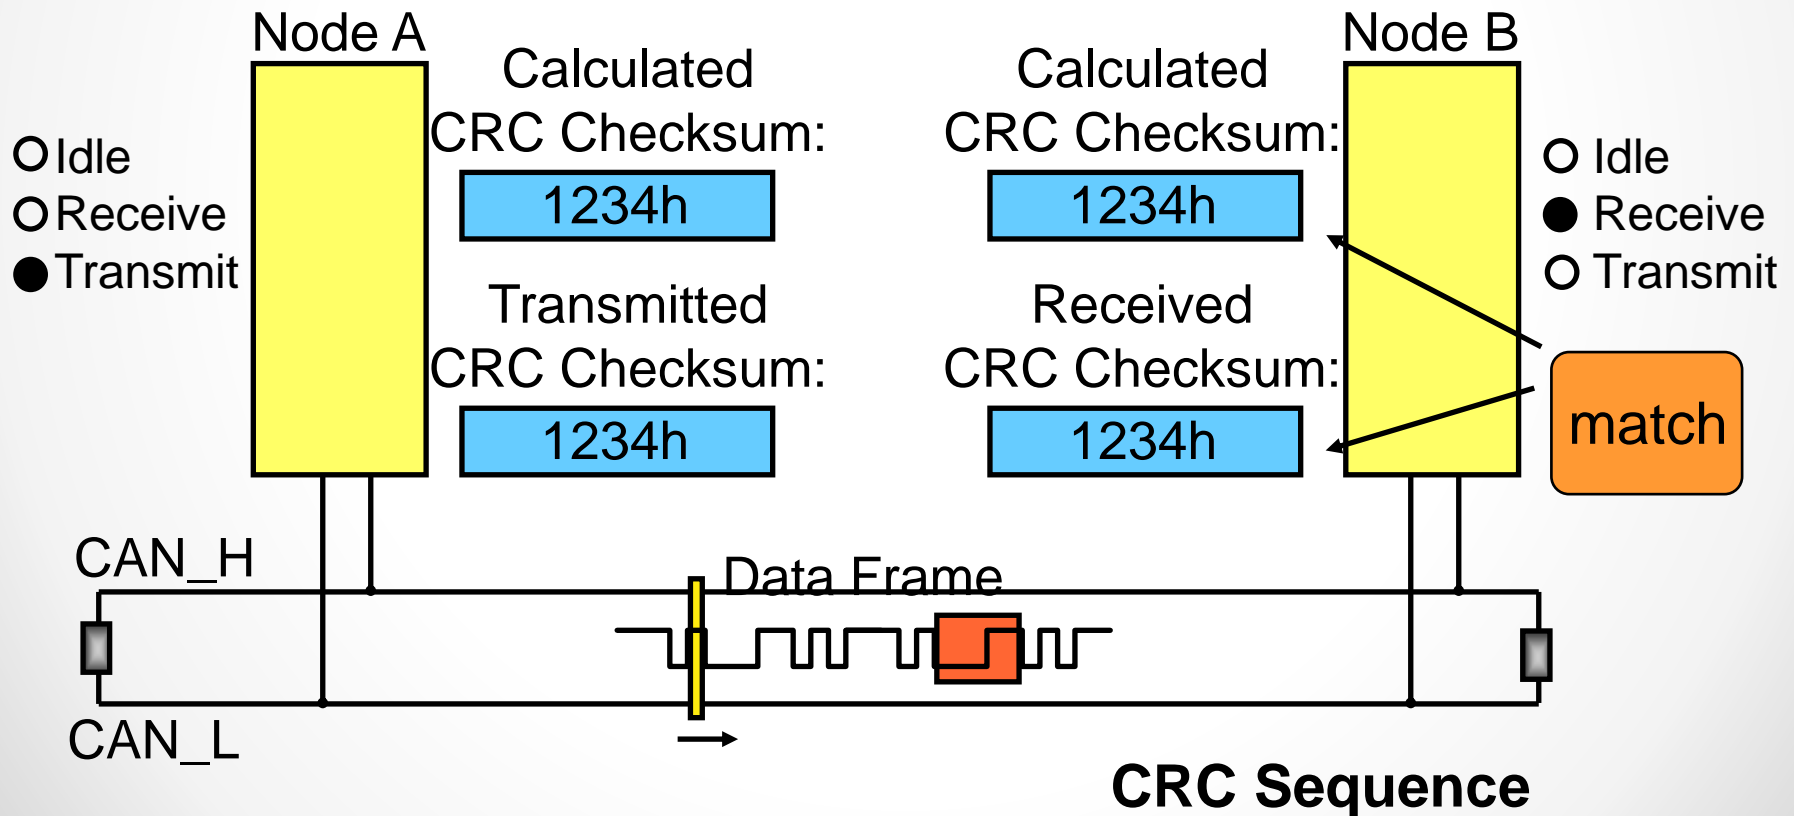 Node A
Node B
Calculated
CRC Checksum:
1234h
Calculated
CRC Checksum:
1234h
Idle
Receive
Transmit
Idle
Receive
Transmit
Transmitted
CRC Checksum:
1234h
Received
CRC Checksum:
1234h
match
CAN_H
Data Frame
CAN_L
CRC Sequence